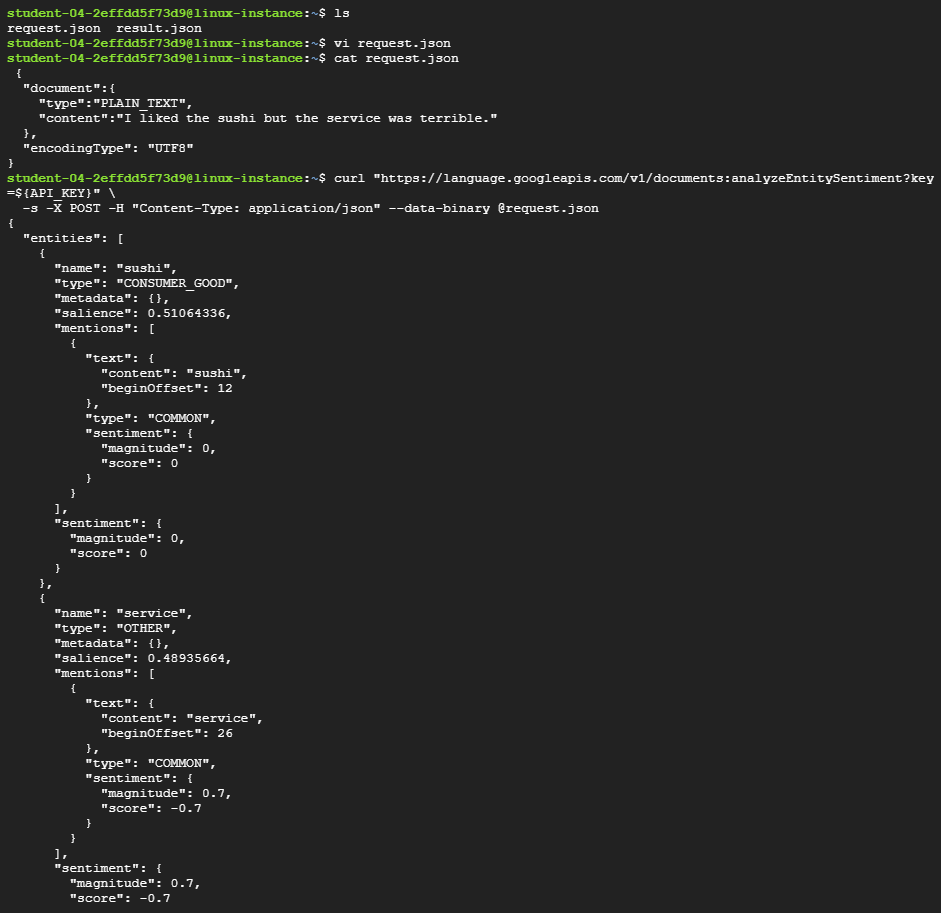 student-04-2effdd5f73d9@linux-instance:~$ ls
request.json  result.json
student-04-2effdd5f73d9@linux-instance:~$ vi request.json
student-04-2effdd5f73d9@linux-instance:~$ cat request.json
 {
  "document":{
    "type":"PLAIN_TEXT",
    "content":"I liked the sushi but the service was terrible."
  },
  "encodingType": "UTF8"
}
student-04-2effdd5f73d9@linux-instance:~$ curl "https://language.googleapis.com/v1/documents:analyzeEntitySentiment?key
=${API_KEY}" \
  -s -X POST -H "Content-Type: application/json" --data-binary @request.json
{
  "entities": [
    {
      "name": "sushi",
      "type": "CONSUMER_GOOD",
      "metadata": {},
      "salience": 0.51064336,
      "mentions": [
        {
          "text": {
            "content": "sushi",
            "beginOffset": 12
          },
          "type": "COMMON",
          "sentiment": {
            "magnitude": 0,
            "score": 0
          }
        }
      ],
      "sentiment": {
        "magnitude": 0,
        "score": 0
      }
    },
    {
      "name": "service",
      "type": "OTHER",
      "metadata": {},
      "salience": 0.48935664,
      "mentions": [
        {
          "text": {
            "content": "service",
            "beginOffset": 26
          },
          "type": "COMMON",
          "sentiment": {
            "magnitude": 0.7,
            "score": -0.7
          }
        }
      ],
      "sentiment": {
        "magnitude": 0.7,
        "score": -0.7